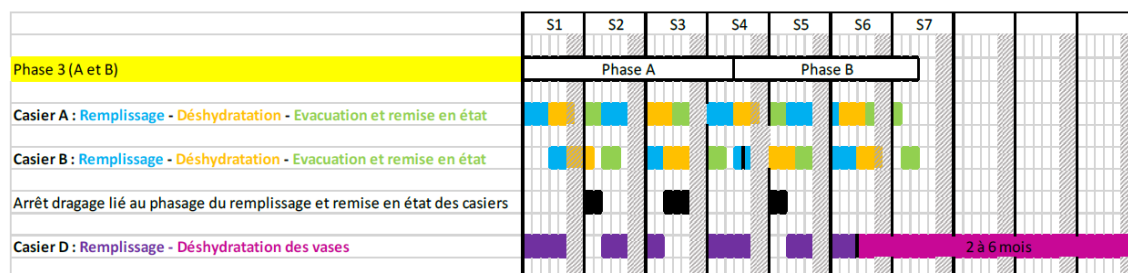 S1 S2 S3 S4 S5 S6 S7
Phase 3 (A et B) Phase A Phase B
Casier A : Remplissage - Déshydratation - Evacuation et remise en état
Casier B : Remplissage - Déshydratation - Evacuation et remise en état
Arrêt dragage lié au phasage du remplissage et remise en état des casiers
Casier D : Remplissage - Déshydratation des vases 2 à 6 mois